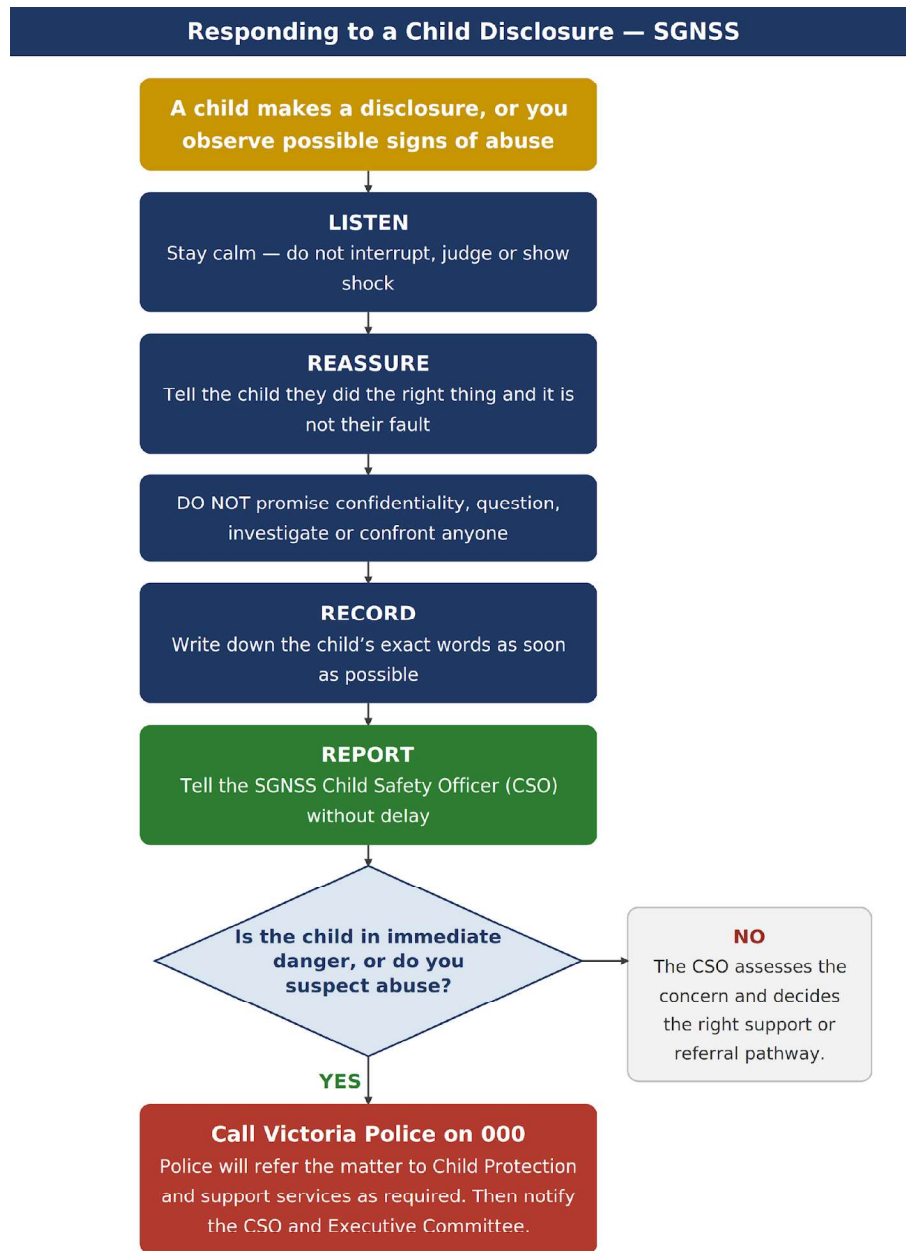 Responding to a Child Disclosure — SGNSS
A child makes a disclosure, or you
observe possible signs of abuse
LISTEN
Stay calm — do not interrupt, judge or show
shock
REASSURE
Tell the child they did the right thing and it is
not their fault
DO NOT promise confidentiality, question,
investigate or confront anyone
RECORD
Write down the child’s exact words as soon
as possible
REPORT
Tell the SGNSS Child Safety Officer (CSO)
without delay
Is the child in immediate
danger, or do you
suspect abuse?
NO
The CSO assesses the
concern and decides
the right support or
referral pathway.
YES
Call Victoria Police on 000
Police will refer the matter to Child Protection
and support services as required. Then notify
the CSO and Executive Committee.